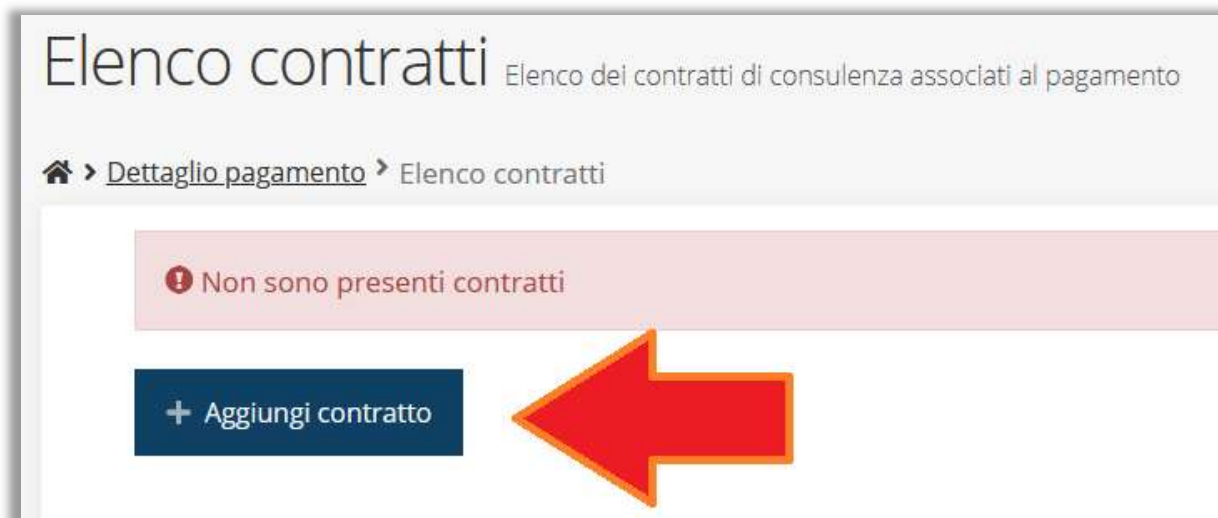 Elenco contratti Elenco dei contratti di consulenza associati al pagamento
Dettaglio pagamento > Elenco contratti
Non sono presenti contratti
+ Aggiungi contratto